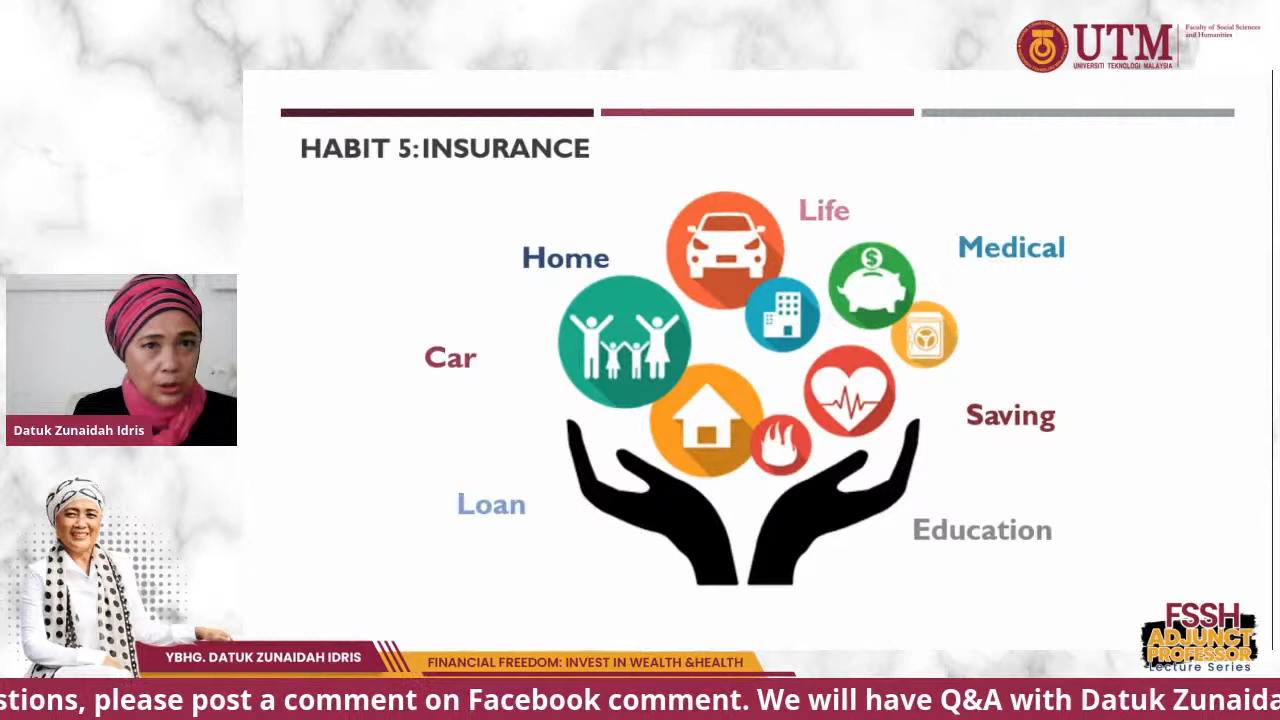 UTM
UNIVERSITI TEKNOLOGI MALAYSIA
Faculty of Social Sciences
and Humanities
HABIT 5: INSURANCE
Life
Home
Medical
$
Car
Saving
Loan
Education
Datuk Zunaidah Idris
YBHG. DATUK ZUNAIDAH IDRIS
FINANCIAL FREEDOM: INVEST IN WEALTH &HEALTH
FSSH
ADJUNCT
PROFESSOR
Lecture Series
stions, please post a comment on Facebook comment. We will have Q&A with Datuk Zunaida